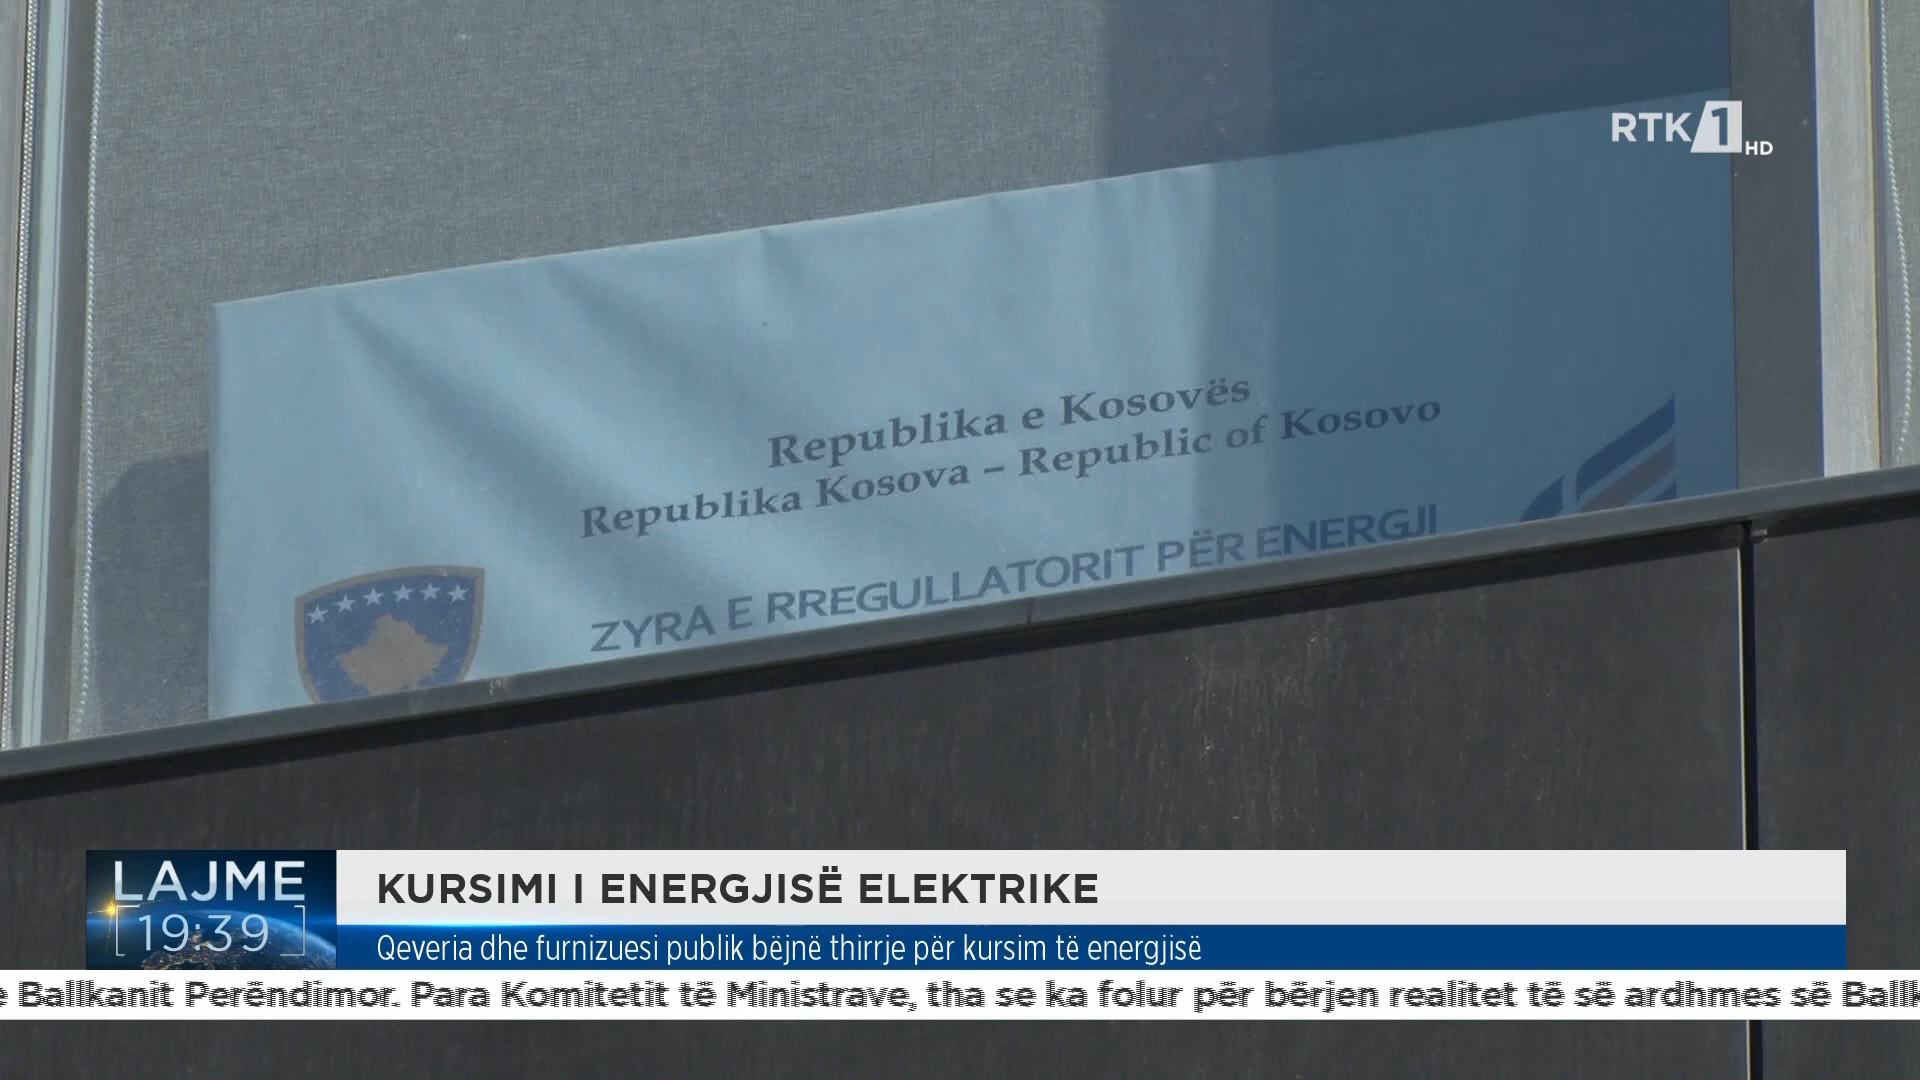 RTK1 HD
Republika e Kosovës
Republika Kosova – Republic of Kosovo
ZYRA E RREGULLATORIT PËR ENERGJI
LAJME
19:39
KURSIMI I ENERGJISË ELEKTRIKE
Qeveria dhe furnizuesi publik bëjnë thirrje për kursim të energjisë
e Ballkanit Perëndimor. Para Komitetit të Ministrave, tha se ka folur për bërjen realitet të së ardhmes së Ballk